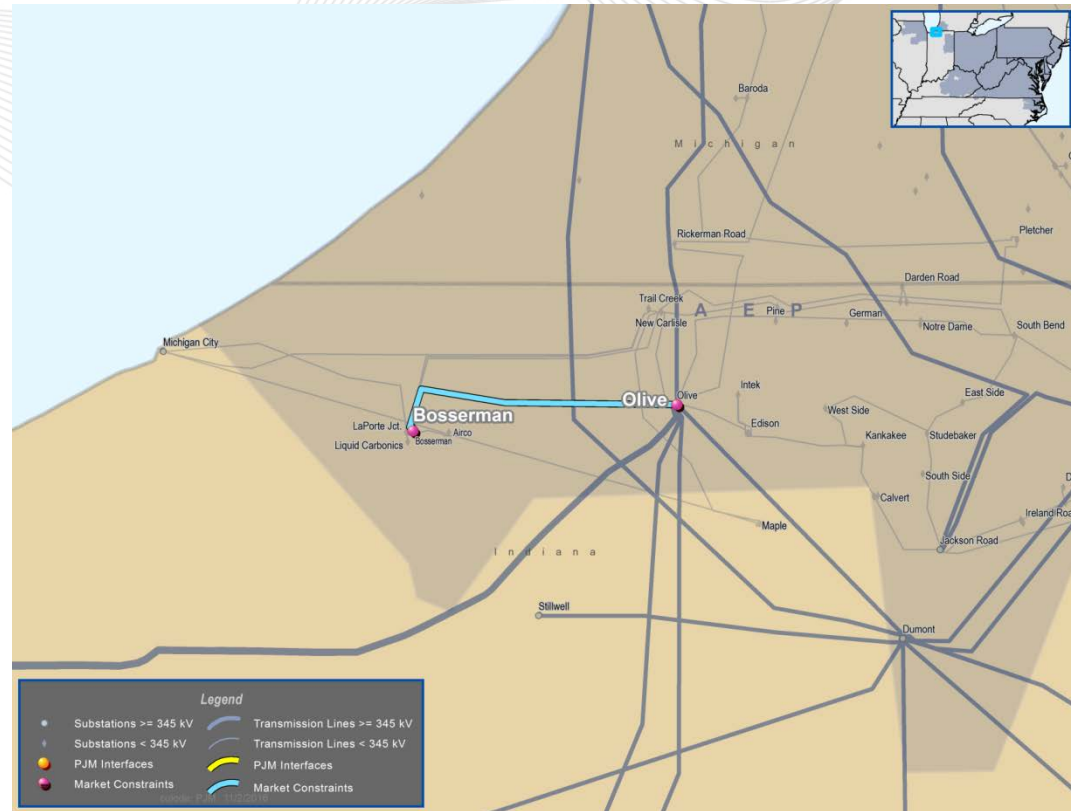 Baroda
Michigan
Rickerman Road
Pletcher
Darden Road
Trail Creek
A E P
Pine
German
New Carlisle
Notre Dame
South Bend
Michigan City
Intek
East Side
Olive
Olive
Bosserman
West Side
LaPorte Jct.
Airco
Edison
Bosserman
Liquid Carbonics
Kankakee
Studebaker
South Side
Calvert
Maple
Ireland Roa
Indiana
Jackson Road
Stillwell
Dumont
Legend
Substations >= 345 kV
Transmission Lines >= 345 kV
Substations < 345 kV
Transmission Lines < 345 kV
PJM Interfaces
PJM Interfaces
Market Constraints
Market Constraints